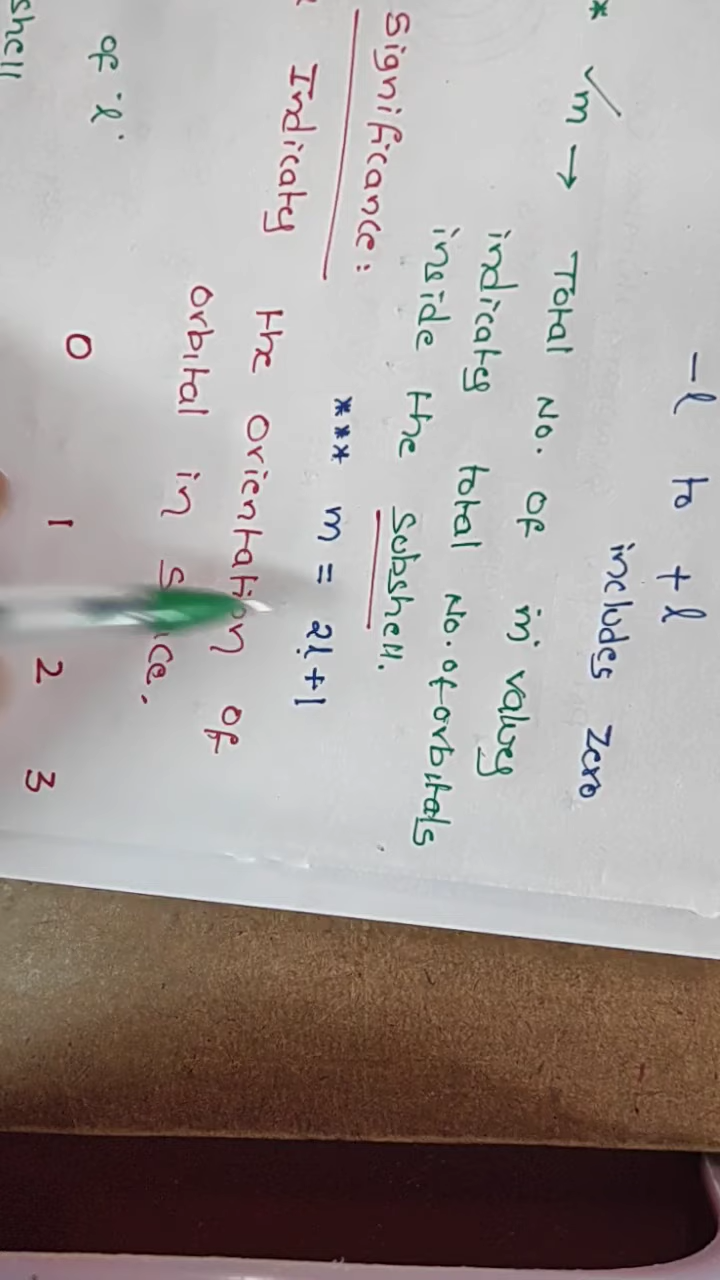 -l to +l
includes zero
** √m → Total No. of m values
indicates total No. of orbitals
inside the subshell.
Significance:
*** m = 2l+1
Indicates the orientation of
orbital in
of 'l' 0 1 2 3
shell